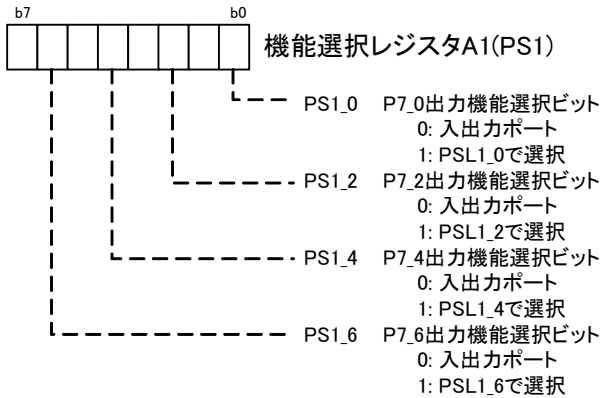 b7 b0
機能選択レジスタA1(PS1)
PS1_0 P7_0出力機能選択ビット
0: 入出力ポート
1: PSL1_0で選択
PS1_2 P7_2出力機能選択ビット
0: 入出力ポート
1: PSL1_2で選択
PS1_4 P7_4出力機能選択ビット
0: 入出力ポート
1: PSL1_4で選択
PS1_6 P7_6出力機能選択ビット
0: 入出力ポート
1: PSL1_6で選択